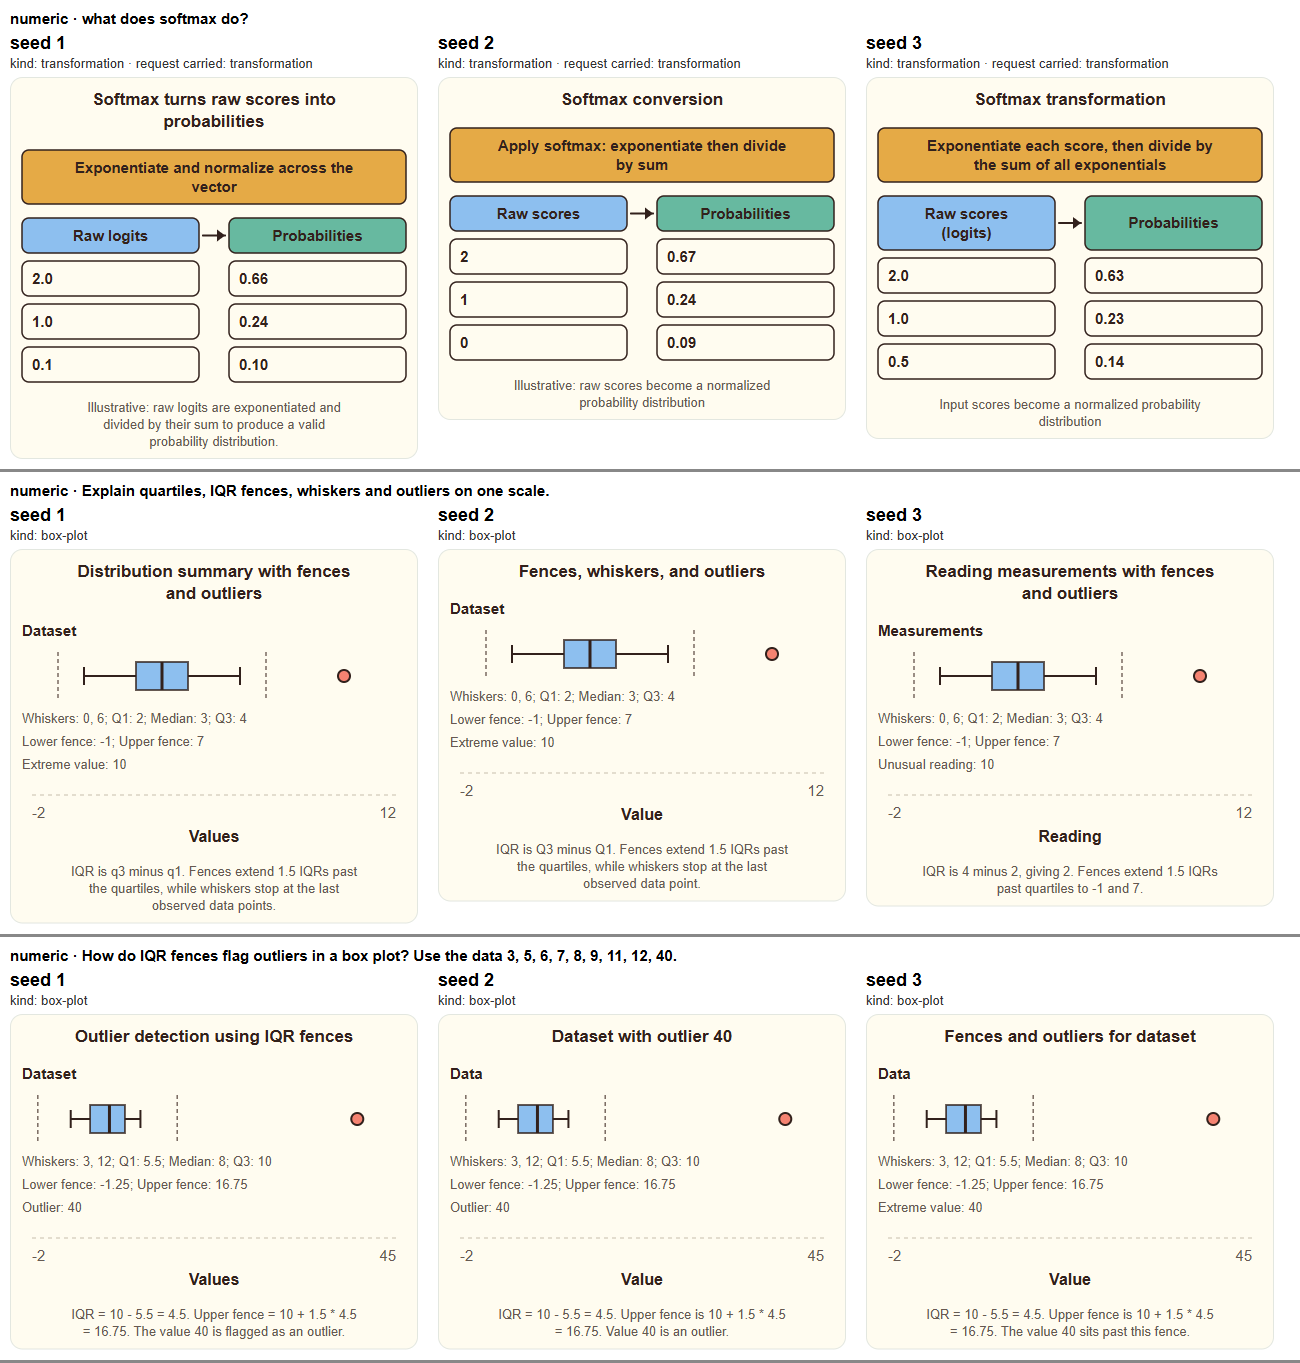 numeric · what does softmax do?
seed 1
kind: transformation · request carried: transformation
Softmax turns raw scores into
probabilities
Exponentiate and normalize across the
vector
Raw logits
Probabilities
2.0
0.66
1.0
0.24
0.1
0.10
Illustrative: raw logits are exponentiated and
divided by their sum to produce a valid
probability distribution.
seed 2
kind: transformation · request carried: transformation
Softmax conversion
Apply softmax: exponentiate then divide
by sum
Raw scores
Probabilities
2
0.67
1
0.24
0
0.09
Illustrative: raw scores become a normalized
probability distribution
seed 3
kind: transformation · request carried: transformation
Softmax transformation
Exponentiate each score, then divide by
the sum of all exponentials
Raw scores
(logits)
Probabilities
2.0
0.63
1.0
0.23
0.5
0.14
Input scores become a normalized probability
distribution
numeric · Explain quartiles, IQR fences, whiskers and outliers on one scale.
seed 1
kind: box-plot
Distribution summary with fences
and outliers
Dataset
Whiskers: 0, 6; Q1: 2; Median: 3; Q3: 4
Lower fence: -1; Upper fence: 7
Extreme value: 10
-2
12
Values
IQR is q3 minus q1. Fences extend 1.5 IQRs past
the quartiles, while whiskers stop at the last
observed data points.
seed 2
kind: box-plot
Fences, whiskers, and outliers
Dataset
Whiskers: 0, 6; Q1: 2; Median: 3; Q3: 4
Lower fence: -1; Upper fence: 7
Extreme value: 10
-2
12
Value
IQR is Q3 minus Q1. Fences extend 1.5 IQRs past
the quartiles, while whiskers stop at the last
observed data point.
seed 3
kind: box-plot
Reading measurements with fences
and outliers
Measurements
Whiskers: 0, 6; Q1: 2; Median: 3; Q3: 4
Lower fence: -1; Upper fence: 7
Unusual reading: 10
-2
12
Reading
IQR is 4 minus 2, giving 2. Fences extend 1.5 IQRs
past quartiles to -1 and 7.
numeric · How do IQR fences flag outliers in a box plot? Use the data 3, 5, 6, 7, 8, 9, 11, 12, 40.
seed 1
kind: box-plot
Outlier detection using IQR fences
Dataset
Whiskers: 3, 12; Q1: 5.5; Median: 8; Q3: 10
Lower fence: -1.25; Upper fence: 16.75
Outlier: 40
-2
45
Values
IQR = 10 - 5.5 = 4.5. Upper fence = 10 + 1.5 * 4.5
= 16.75. The value 40 is flagged as an outlier.
seed 2
kind: box-plot
Dataset with outlier 40
Data
Whiskers: 3, 12; Q1: 5.5; Median: 8; Q3: 10
Lower fence: -1.25; Upper fence: 16.75
Outlier: 40
-2
45
Value
IQR = 10 - 5.5 = 4.5. Upper fence is 10 + 1.5 * 4.5
= 16.75. Value 40 is an outlier.
seed 3
kind: box-plot
Fences and outliers for dataset
Data
Whiskers: 3, 12; Q1: 5.5; Median: 8; Q3: 10
Lower fence: -1.25; Upper fence: 16.75
Extreme value: 40
-2
45
Value
IQR = 10 - 5.5 = 4.5. Upper fence is 10 + 1.5 * 4.5
= 16.75. The value 40 sits past this fence.